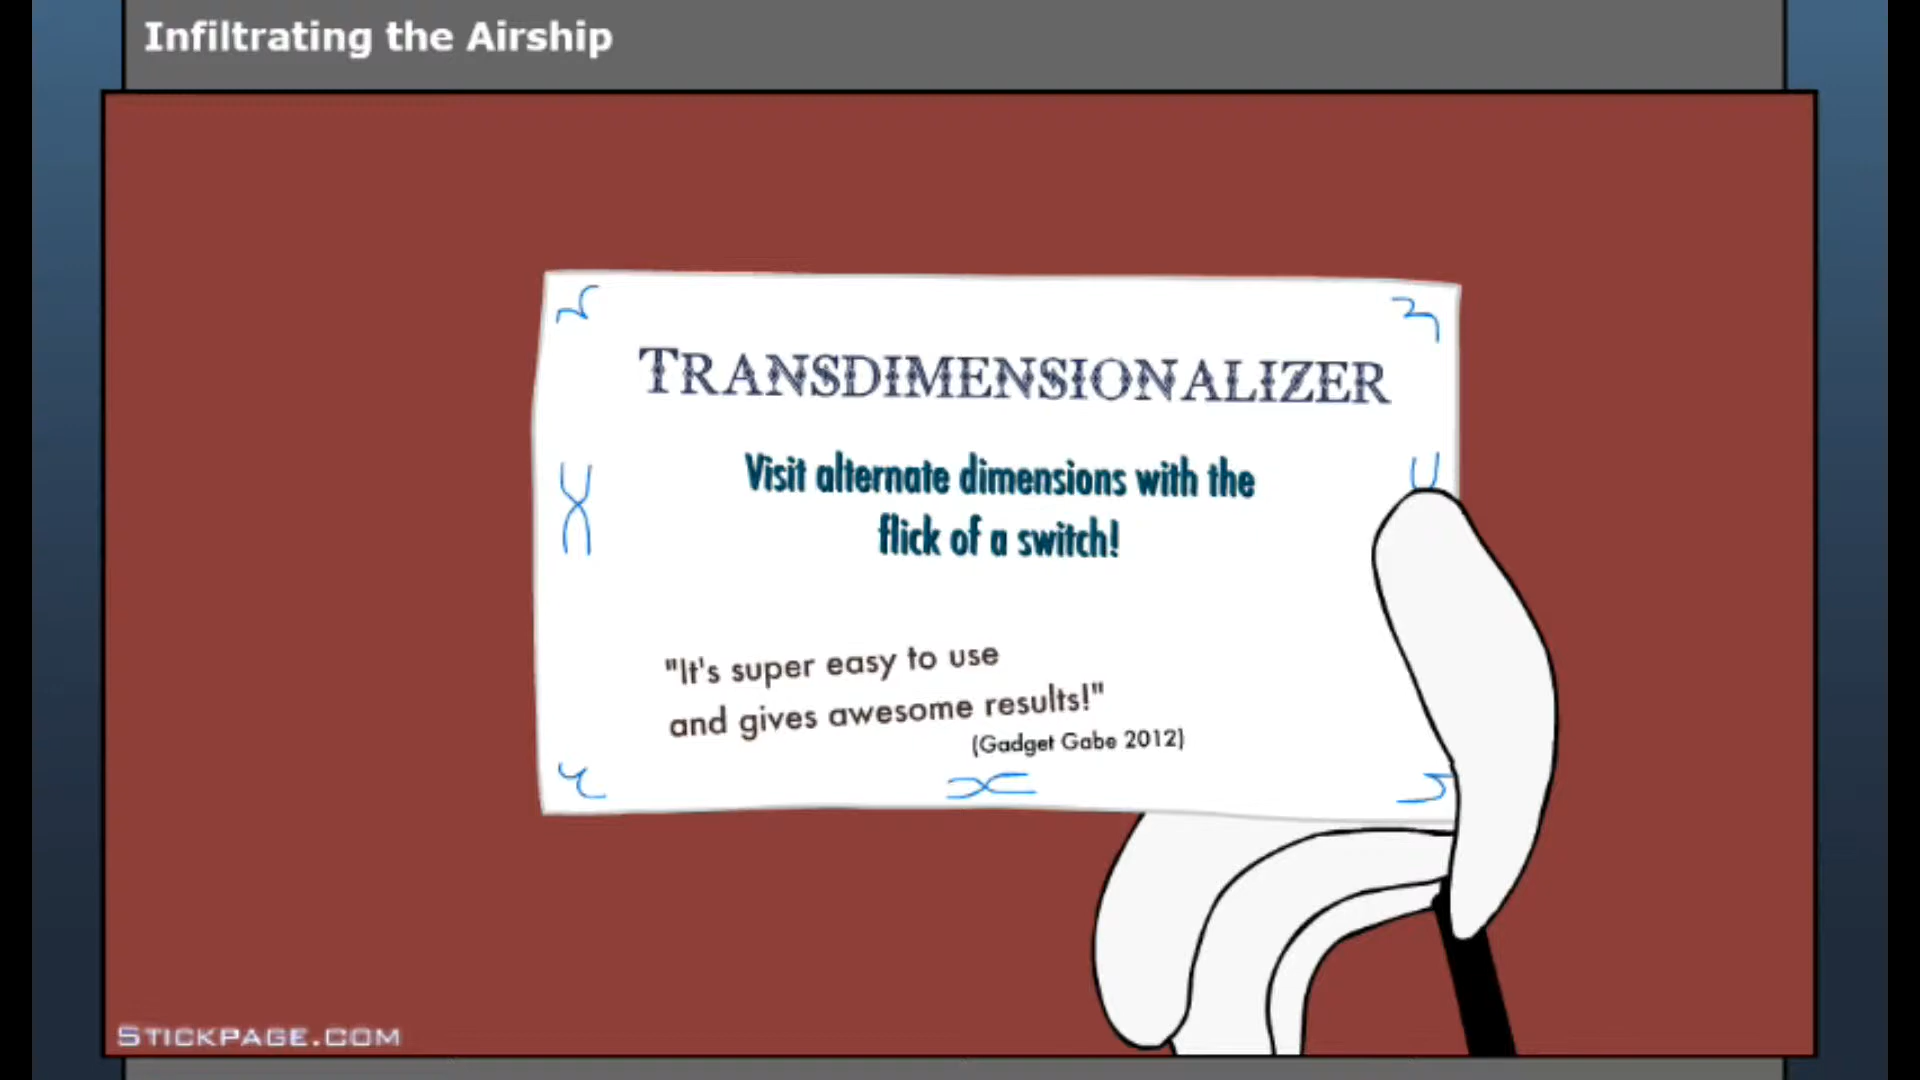 Infiltrating the Airship
TRANSDIMENSIONALIZER
Visit alternate dimensions with the
flick of a switch!
"It's super easy to use
and gives awesome results!"
(Gadget Gabe 2012)
STICKPAGE.COM